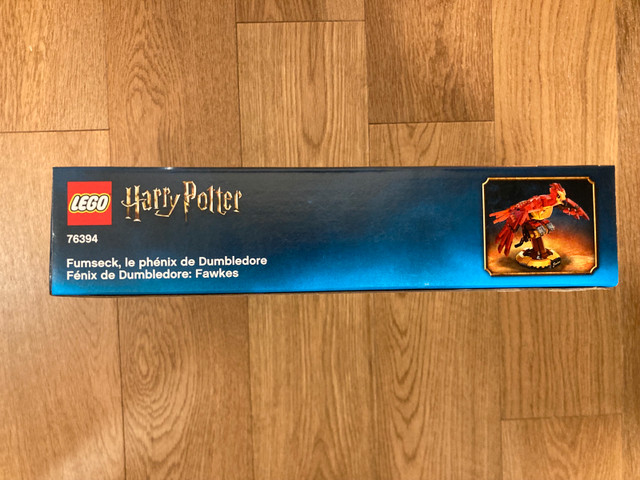 LEGO Harry Potter
76394
Fumseck, le phénix de Dumbledore
Fénix de Dumbledore: Fawkes